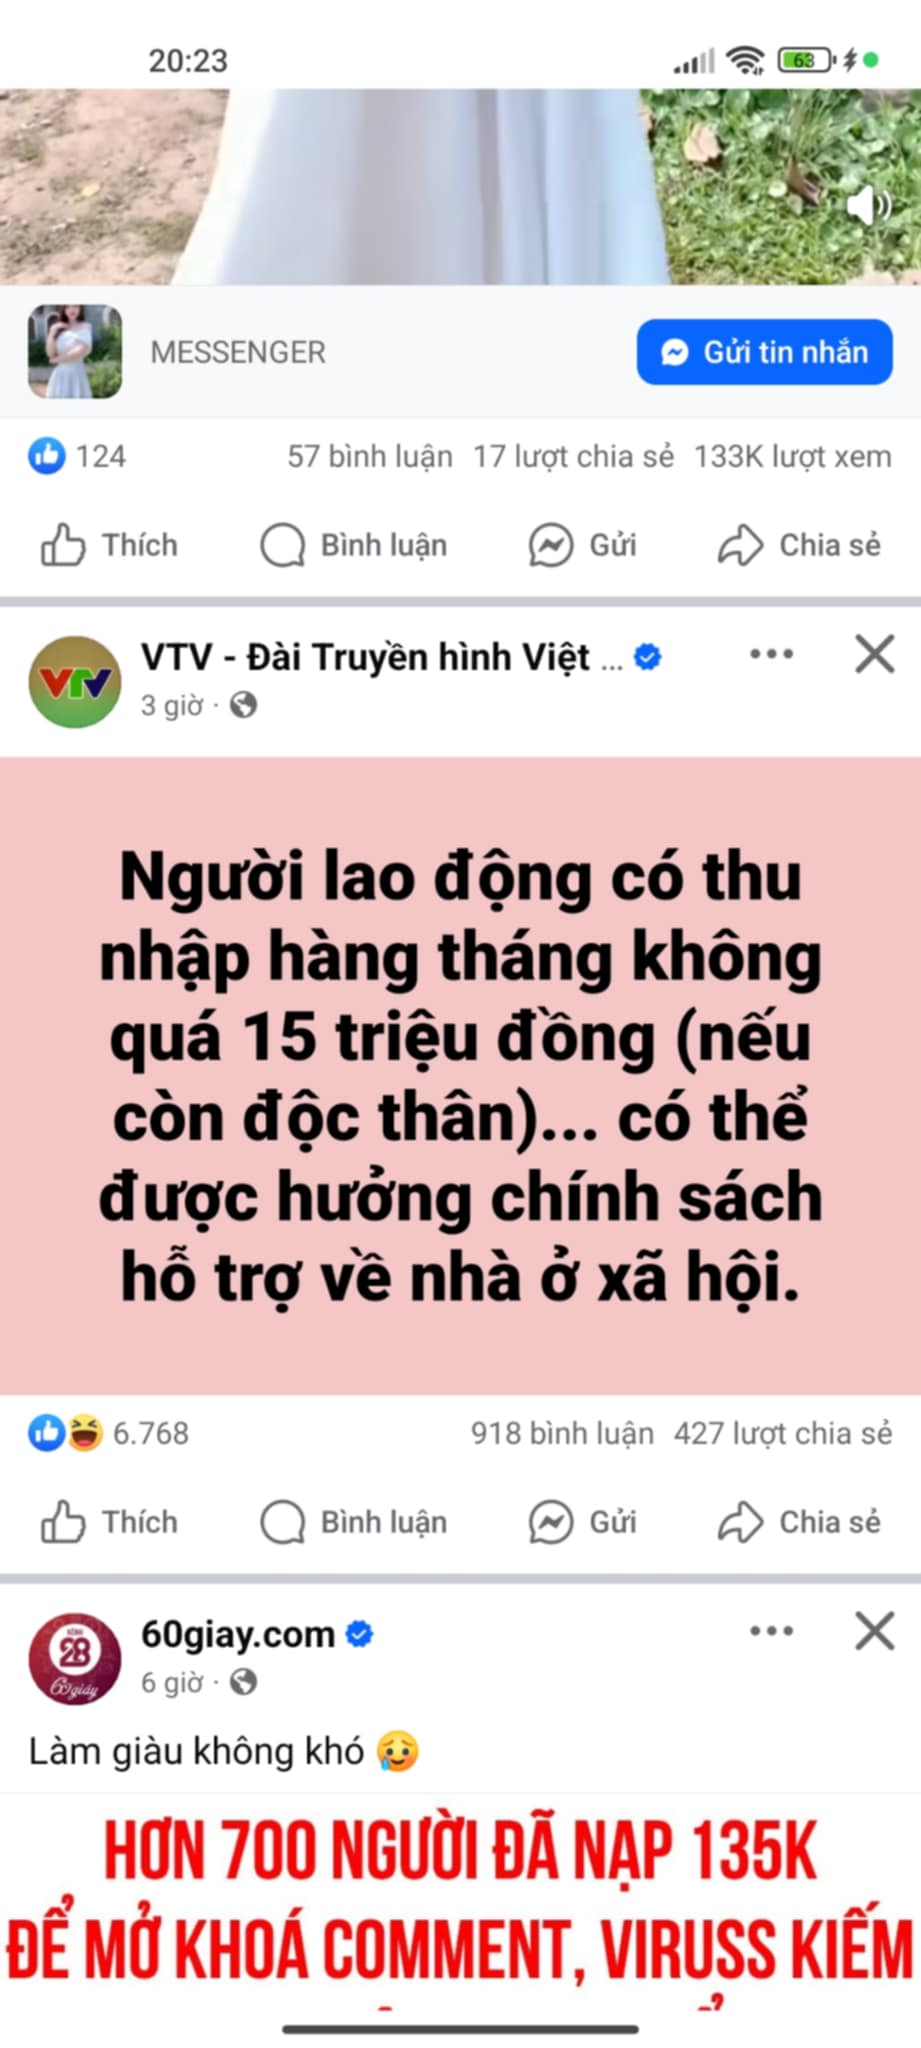 20:23
63
MESSENGER
Gửi tin nhắn
124 57 bình luận 17 lượt chia sẻ 133K lượt xem
Thích Bình luận Gửi Chia sẻ
VTV
VTV - Đài Truyền hình Việt ...
3 giờ ·
Người lao động có thu
nhập hàng tháng không
quá 15 triệu đồng (nếu
còn độc thân)... có thể
được hưởng chính sách
hỗ trợ về nhà ở xã hội.
6.768 918 bình luận 427 lượt chia sẻ
Thích Bình luận Gửi Chia sẻ
28
60giây
60giay.com
6 giờ ·
Làm giàu không khó 🥲
HƠN 700 NGƯỜI ĐÃ NẠP 135K
ĐỂ MỞ KHOÁ COMMENT, VIRUSS KIẾM